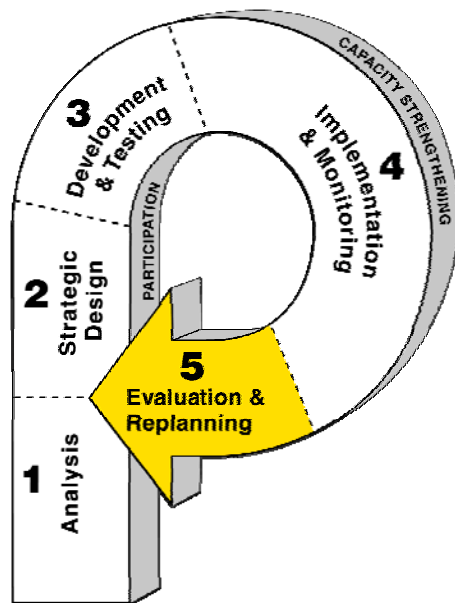 1
Analysis
2
Strategic
Design
3
Development
& Testing
4
Implementation
& Monitoring
5
Evaluation &
Replanning
PARTICIPATION
CAPACITY STRENGTHENING